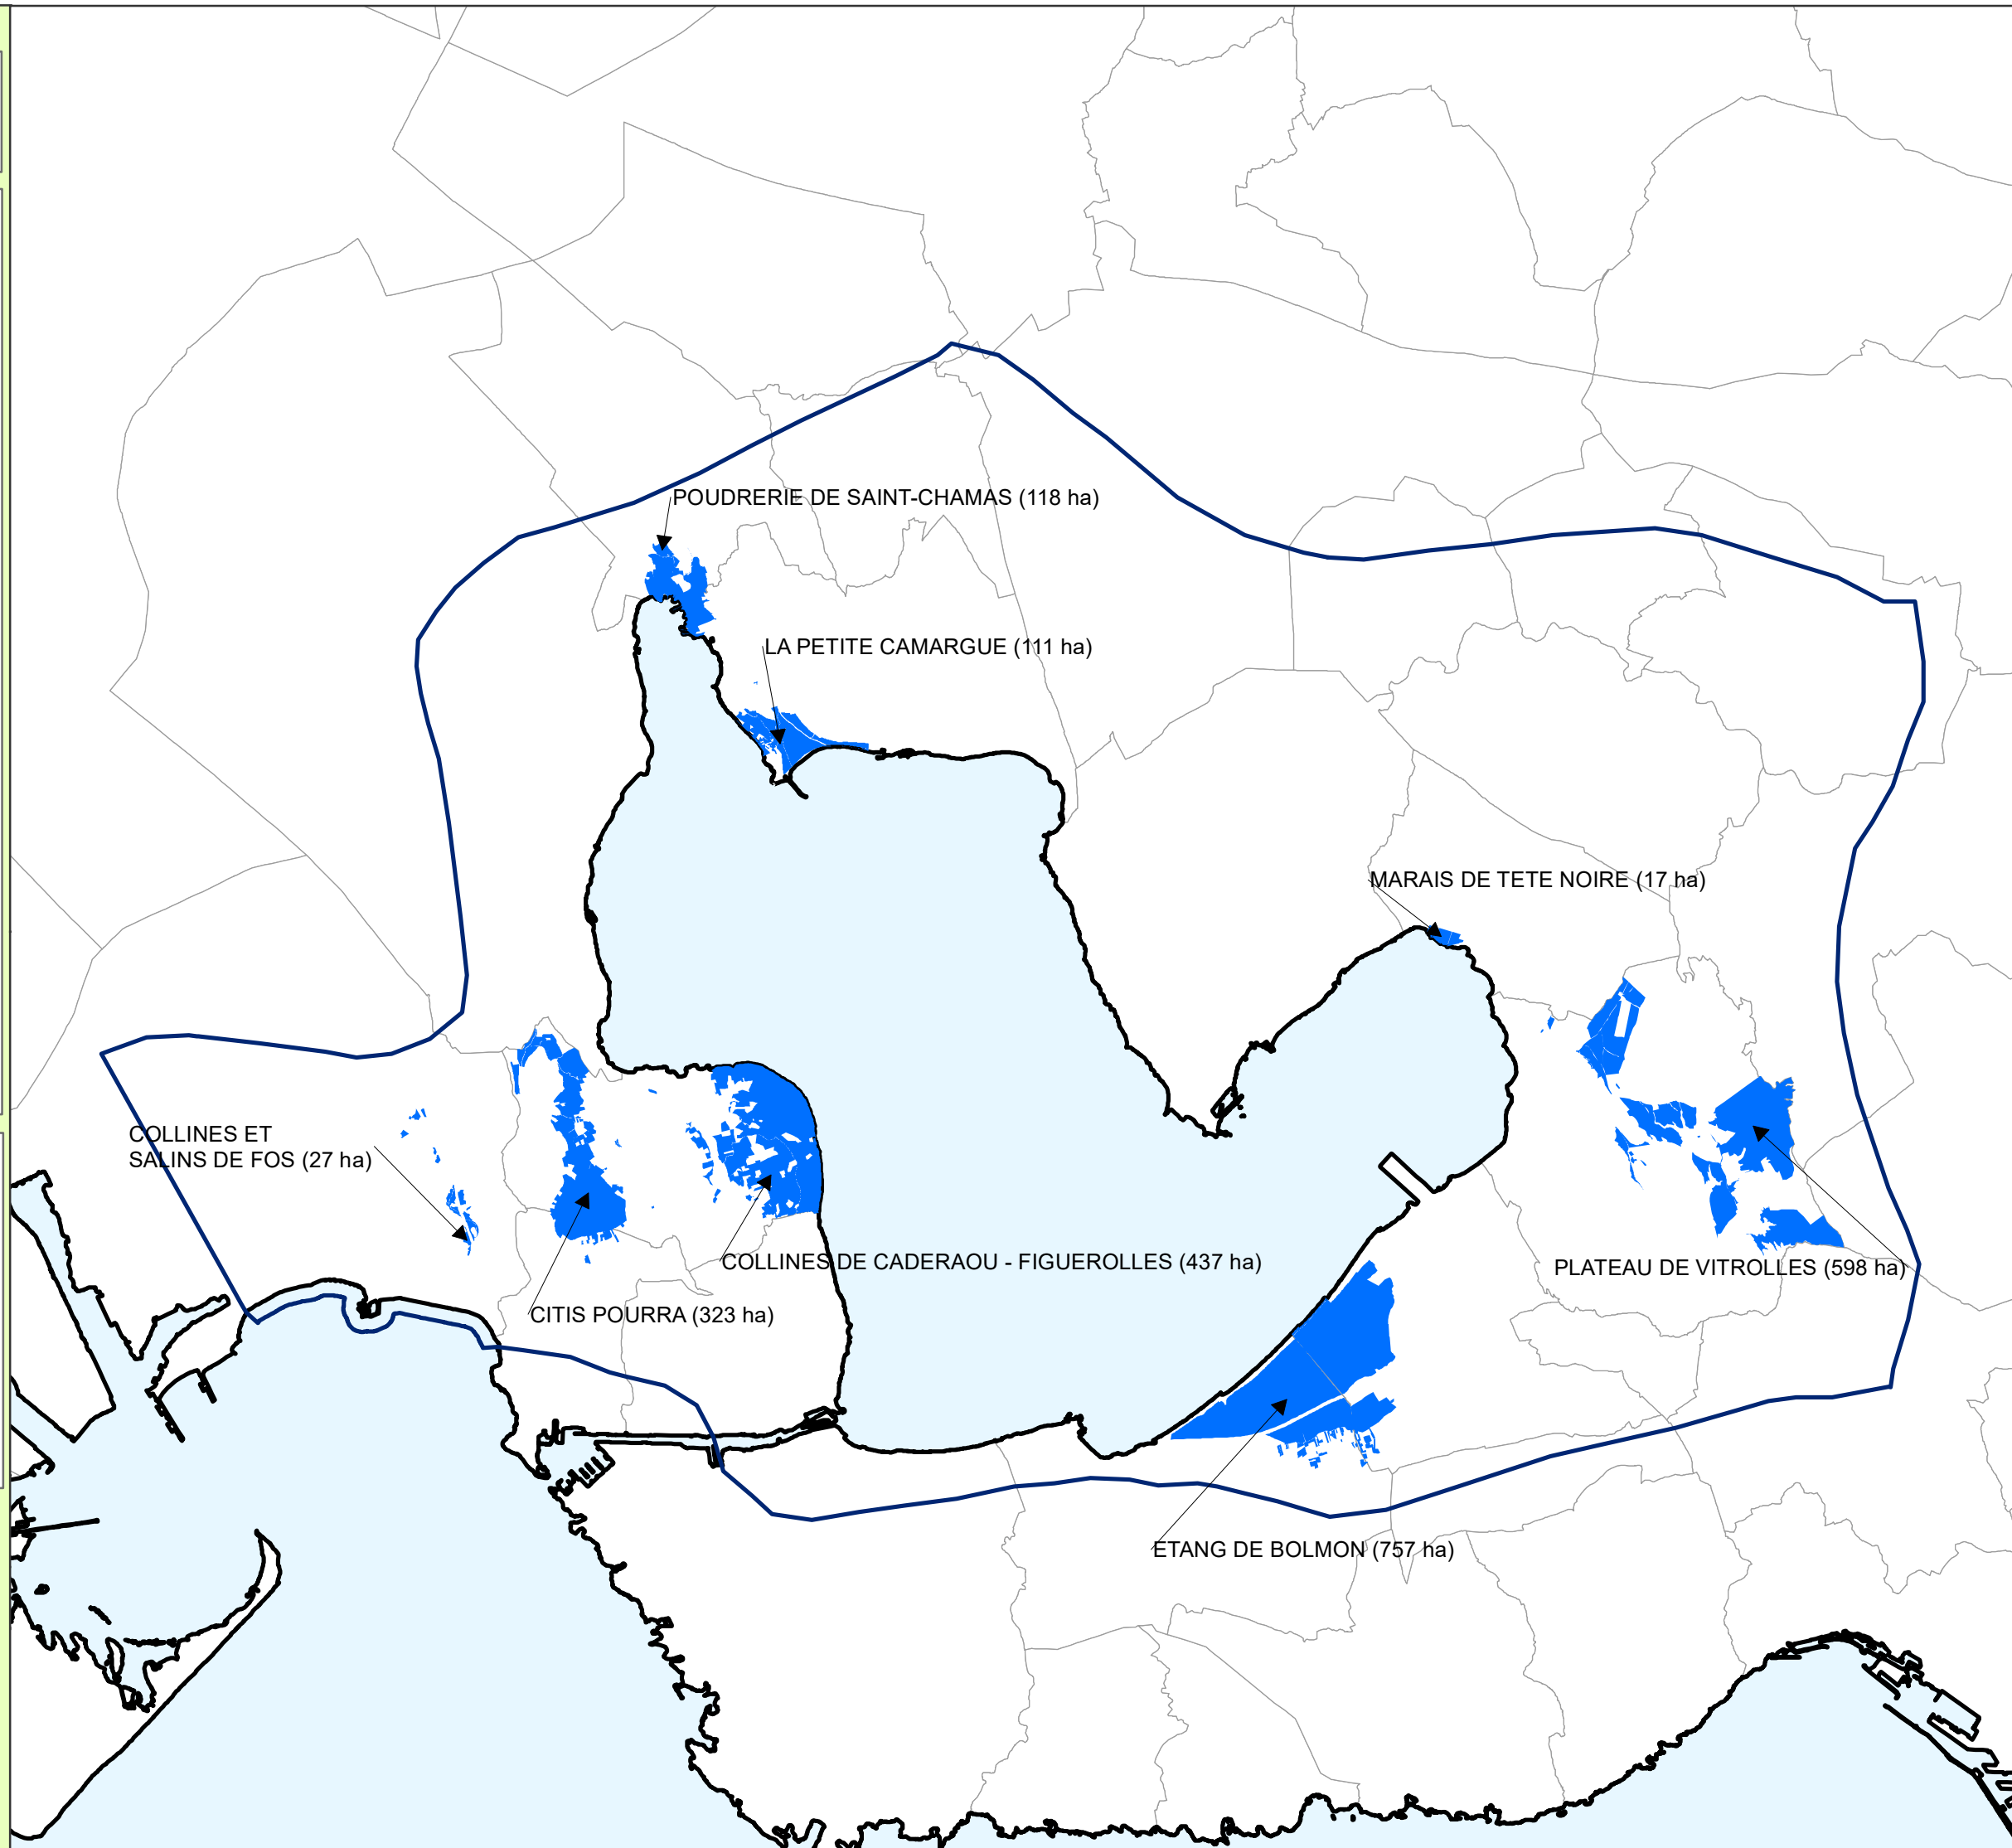 POUDRERIE DE SAINT-CHAMAS (118 ha)
LA PETITE CAMARGUE (111 ha)
MARAIS DE TETE NOIRE (17 ha)
COLLINES ET
SALINS DE FOS (27 ha)
COLLINES DE CADERAOU - FIGUEROLLES (437 ha)
PLATEAU DE VITROLLES (598 ha)
CITIS POURRA (323 ha)
ETANG DE BOLMON (757 ha)